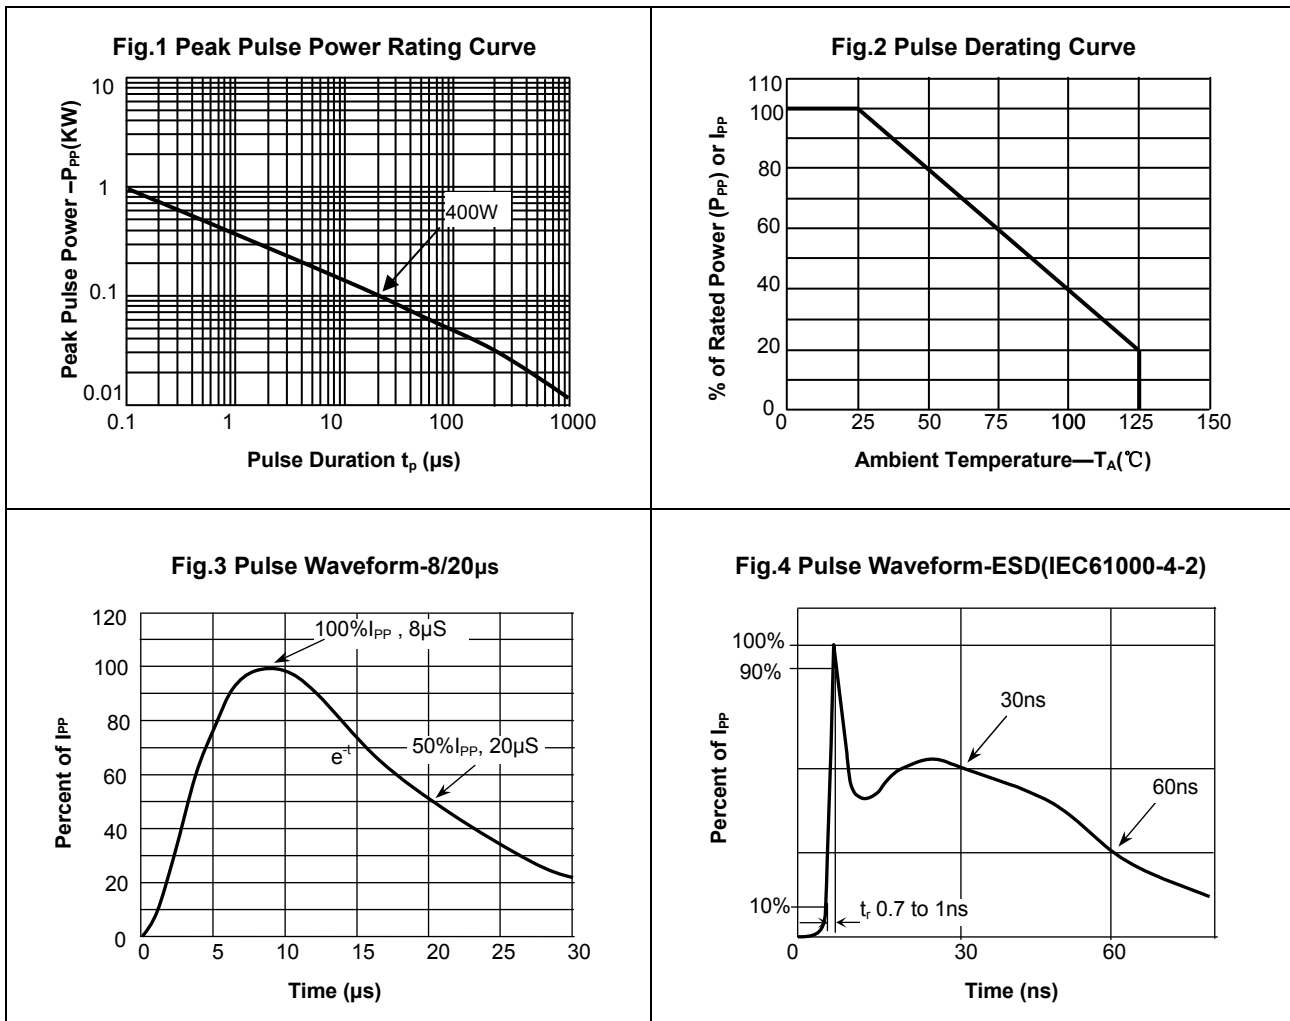 Fig.1 Peak Pulse Power Rating Curve
Peak Pulse Power –PPP(KW)
10
1
0.1
0.01
400W
0.1 1 10 100 1000
Pulse Duration tp (µs)
Fig.2 Pulse Derating Curve
% of Rated Power (PPP) or IPP
110
100
80
60
40
20
0
0 25 50 75 100 125 150
Ambient Temperature—TA(℃)
Fig.3 Pulse Waveform-8/20µs
Percent of IPP
120
100
80
60
40
20
0
100%IPP , 8µS
e-t
50%IPP, 20µS
0 5 10 15 20 25 30
Time (µs)
Fig.4 Pulse Waveform-ESD(IEC61000-4-2)
Percent of IPP
100%
90%
10%
30ns
60ns
tr 0.7 to 1ns
0 30 60
Time (ns)